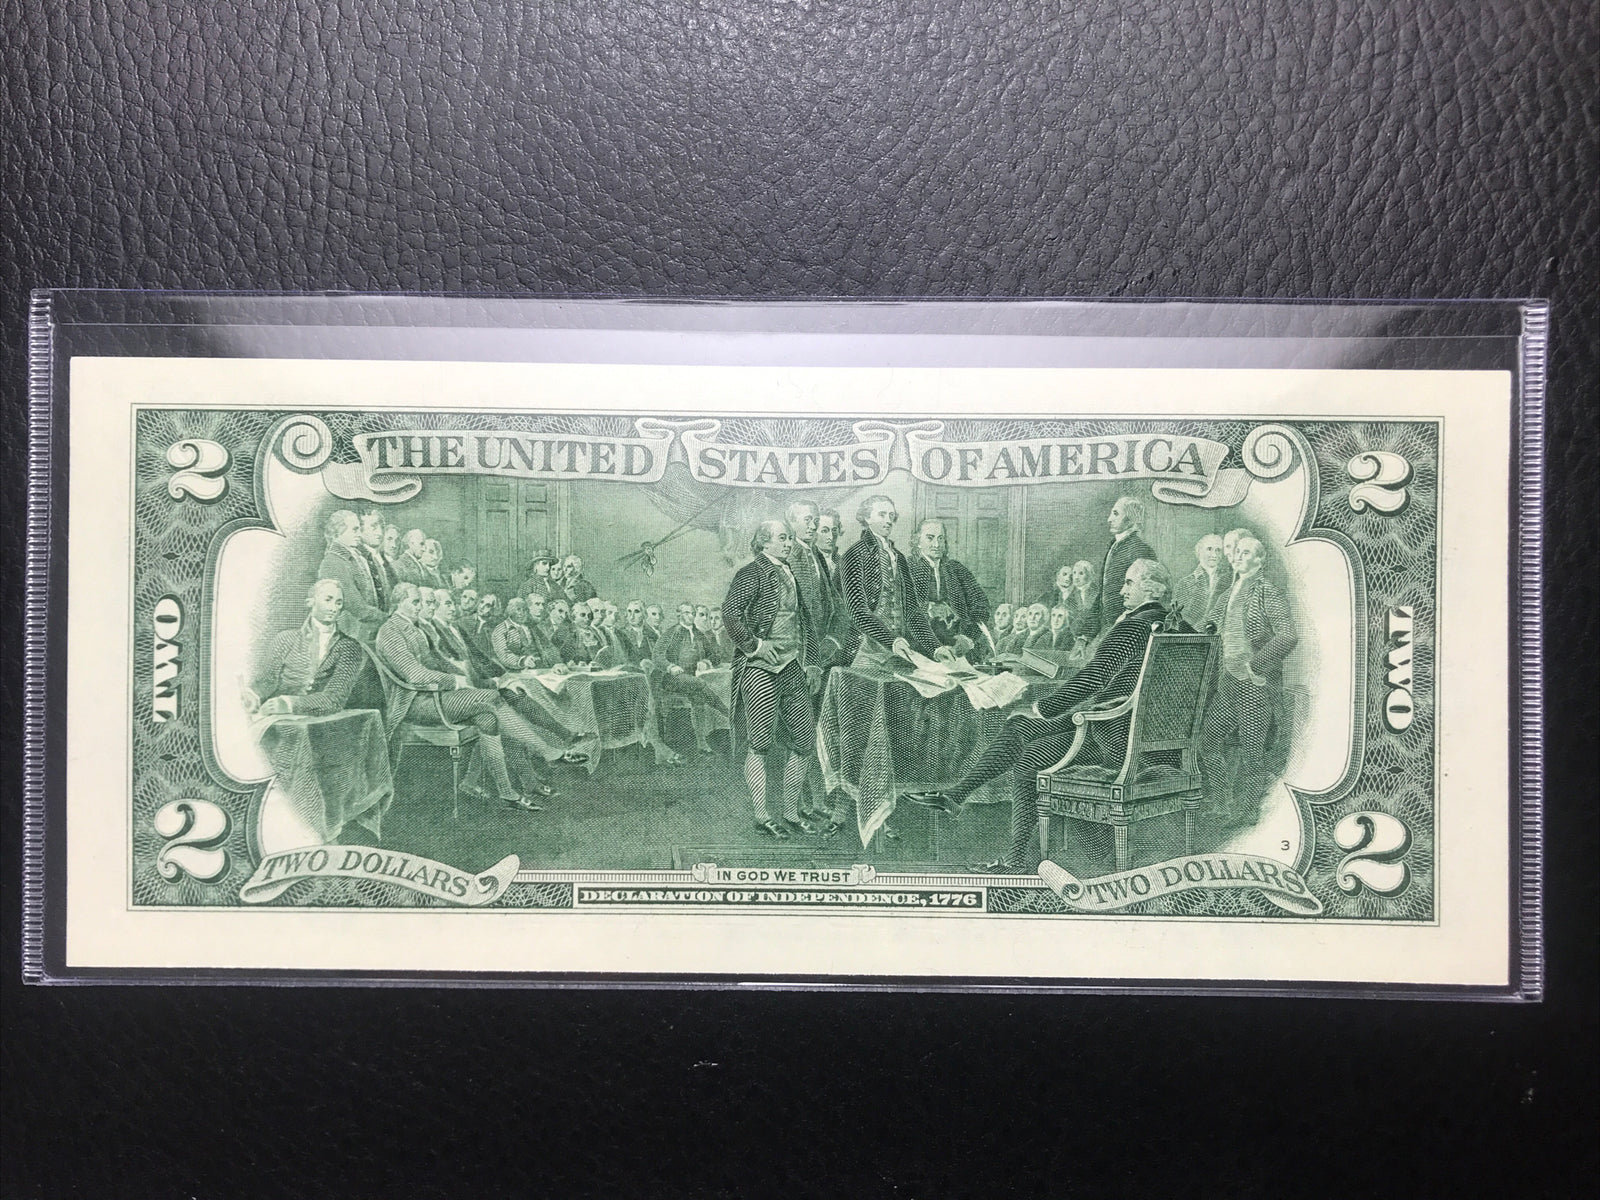 2 THE UNITED STATES OF AMERICA 2
TWO
TWO
2 TWO DOLLARS IN GOD WE TRUST TWO DOLLARS 2
3
DECLARATION OF INDEPENDENCE, 1776